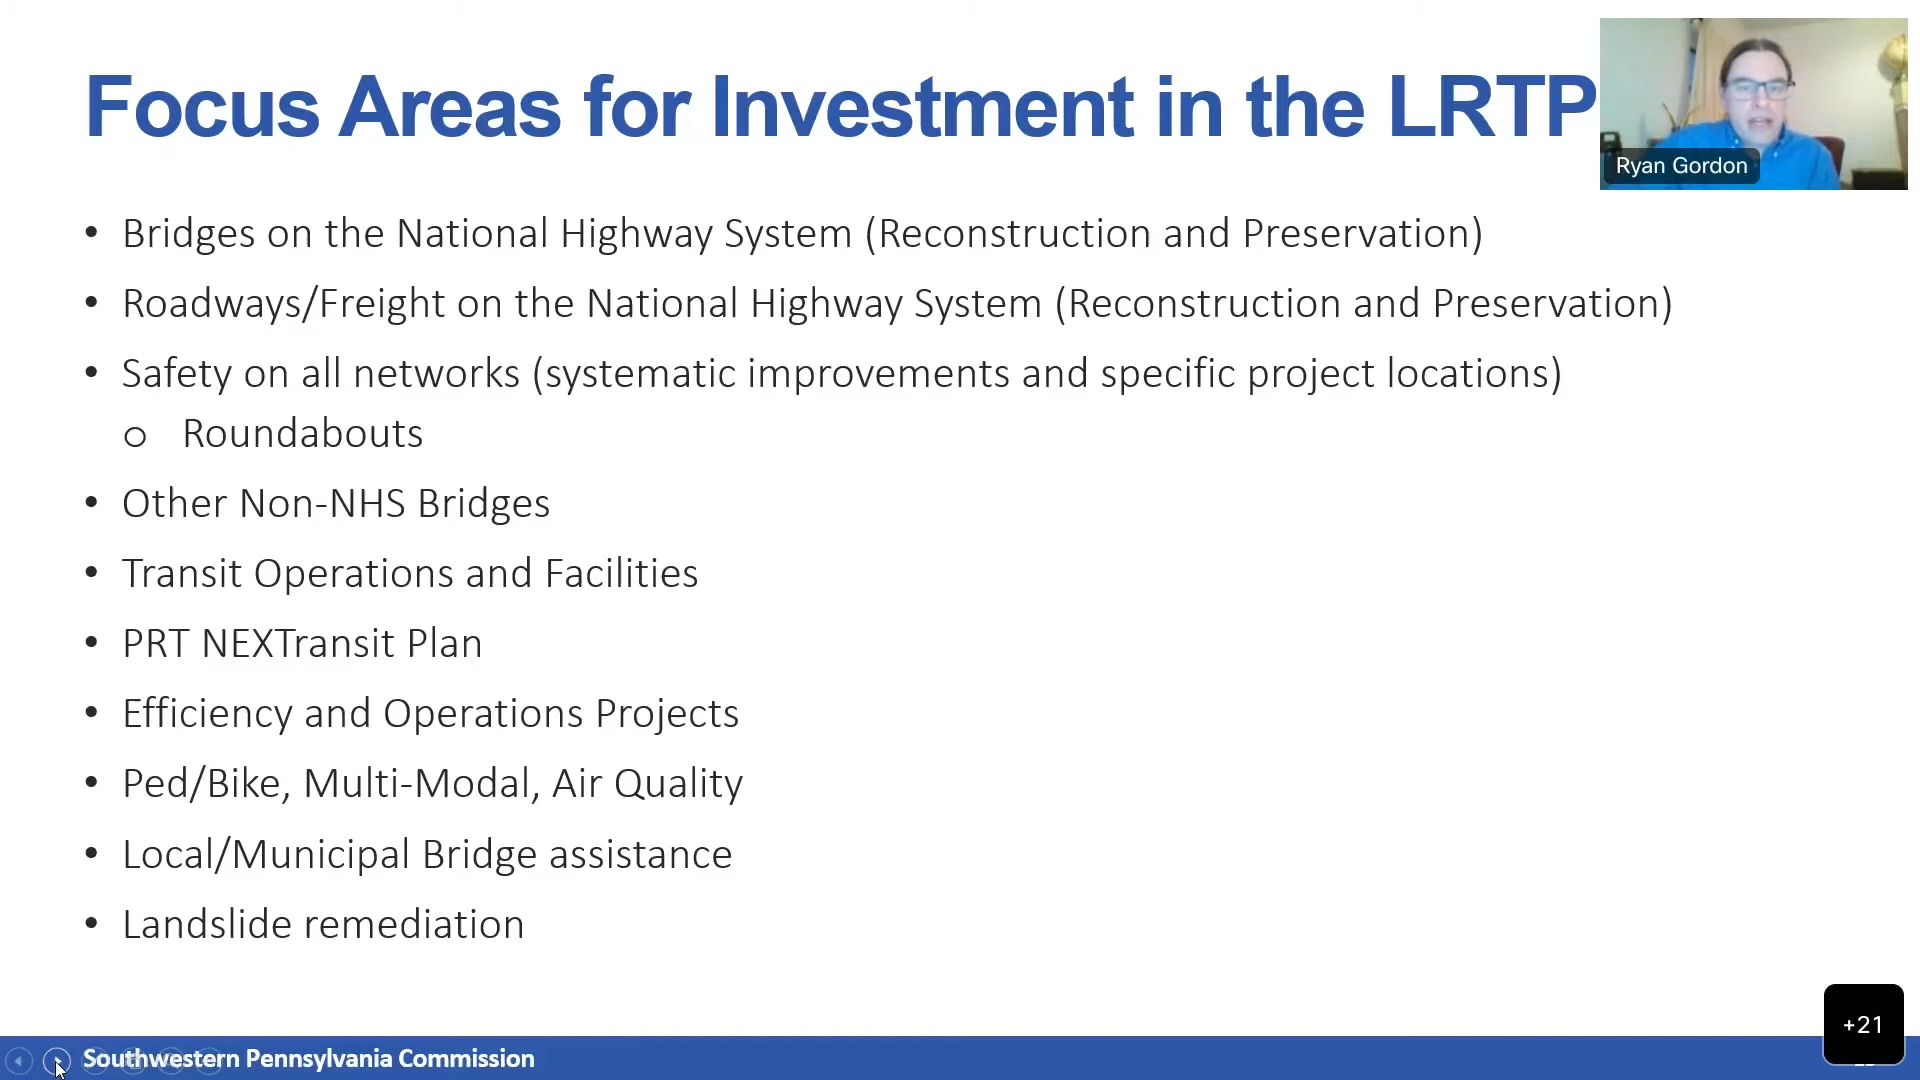 Focus Areas for Investment in the LRTP
Ryan Gordon
• Bridges on the National Highway System (Reconstruction and Preservation)
• Roadways/Freight on the National Highway System (Reconstruction and Preservation)
• Safety on all networks (systematic improvements and specific project locations)
o Roundabouts
• Other Non-NHS Bridges
• Transit Operations and Facilities
• PRT NEXTransit Plan
• Efficiency and Operations Projects
• Ped/Bike, Multi-Modal, Air Quality
• Local/Municipal Bridge assistance
• Landslide remediation
+21
Southwestern Pennsylvania Commission